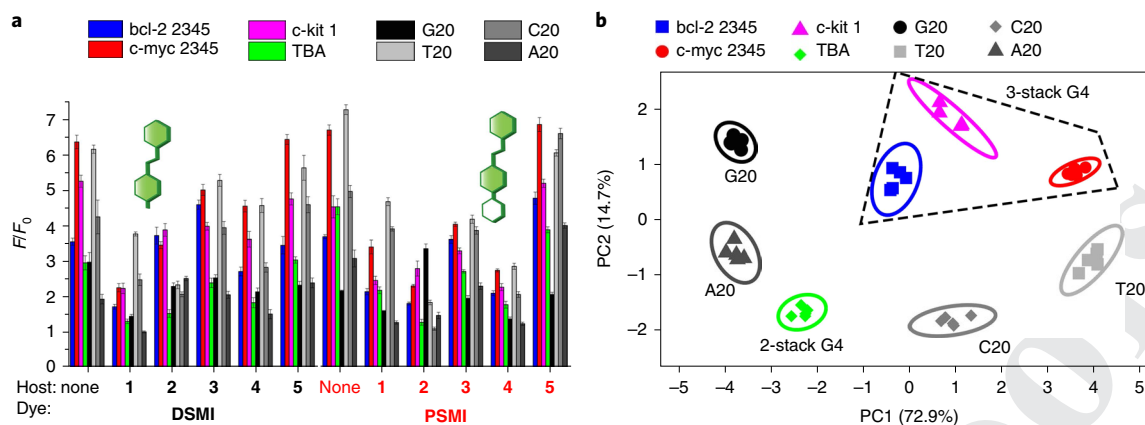 a
bcl-2 2345 c-kit 1 G20 C20
c-myc 2345 TBA T20 A20
F/F0
7
6
5
4
3
2
1
0
Host: none 1 2 3 4 5 None 1 2 3 4 5
Dye: DSMI PSMI
b
bcl-2 2345 c-kit 1 G20 C20
c-myc 2345 TBA T20 A20
3-stack G4
G20
A20
T20
2-stack G4
C20
PC2 (14.7%)
2
1
0
−1
−2
−5 −4 −3 −2 −1 0 1 2 3 4 5
PC1 (72.9%)